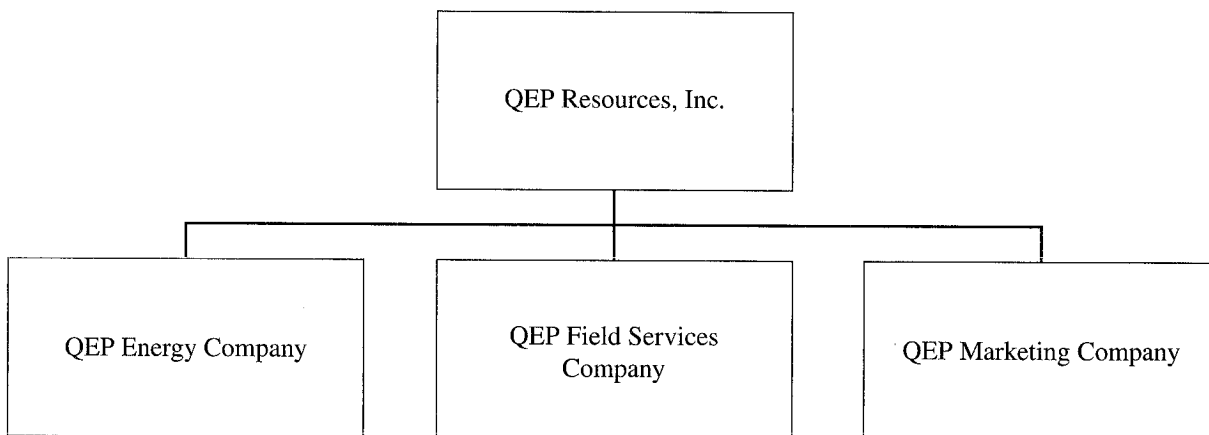 QEP Resources, Inc.
QEP Energy Company
QEP Field Services
Company
QEP Marketing Company